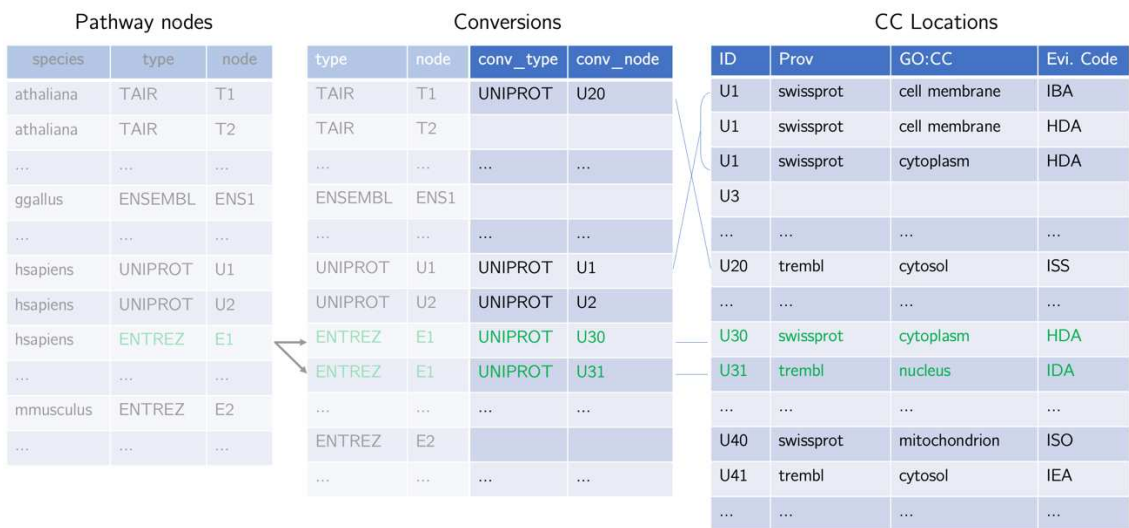 Pathway nodes
species type node
athaliana TAIR T1
athaliana TAIR T2
... ... ...
ggallus ENSEMBL ENS1
... ... ...
hsapiens UNIPROT U1
hsapiens UNIPROT U2
hsapiens ENTREZ E1
... ... ...
mmusculus ENTREZ E2
... ... ...
Conversions
type node conv_type conv_node
TAIR T1 UNIPROT U20
TAIR T2
... ... ... ...
ENSEMBL ENS1
... ... ... ...
UNIPROT U1 UNIPROT U1
UNIPROT U2 UNIPROT U2
ENTREZ E1 UNIPROT U30
ENTREZ E1 UNIPROT U31
... ... ... ...
ENTREZ E2
... ... ... ...
CC Locations
ID Prov GO:CC Evi. Code
U1 swissprot cell membrane IBA
U1 swissprot cell membrane HDA
U1 swissprot cytoplasm HDA
U3
... ... ... ...
U20 trembl cytosol ISS
... ... ... ...
U30 swissprot cytoplasm HDA
U31 trembl nucleus IDA
... ... ... ...
U40 swissprot mitochondrion ISO
U41 trembl cytosol IEA
... ... ... ...